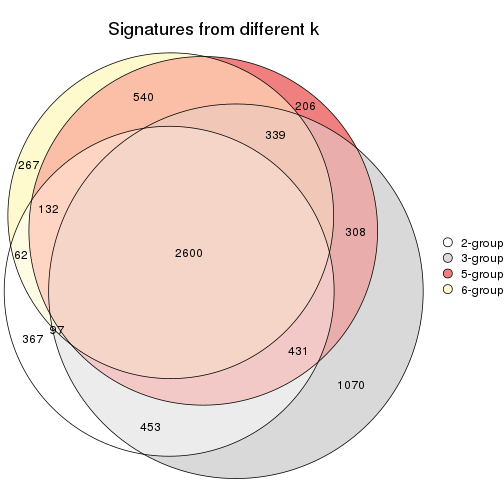 Signatures from different k
540
206
339
267
132
308
62
2600
97
367
431
1070
453
2-group
3-group
5-group
6-group